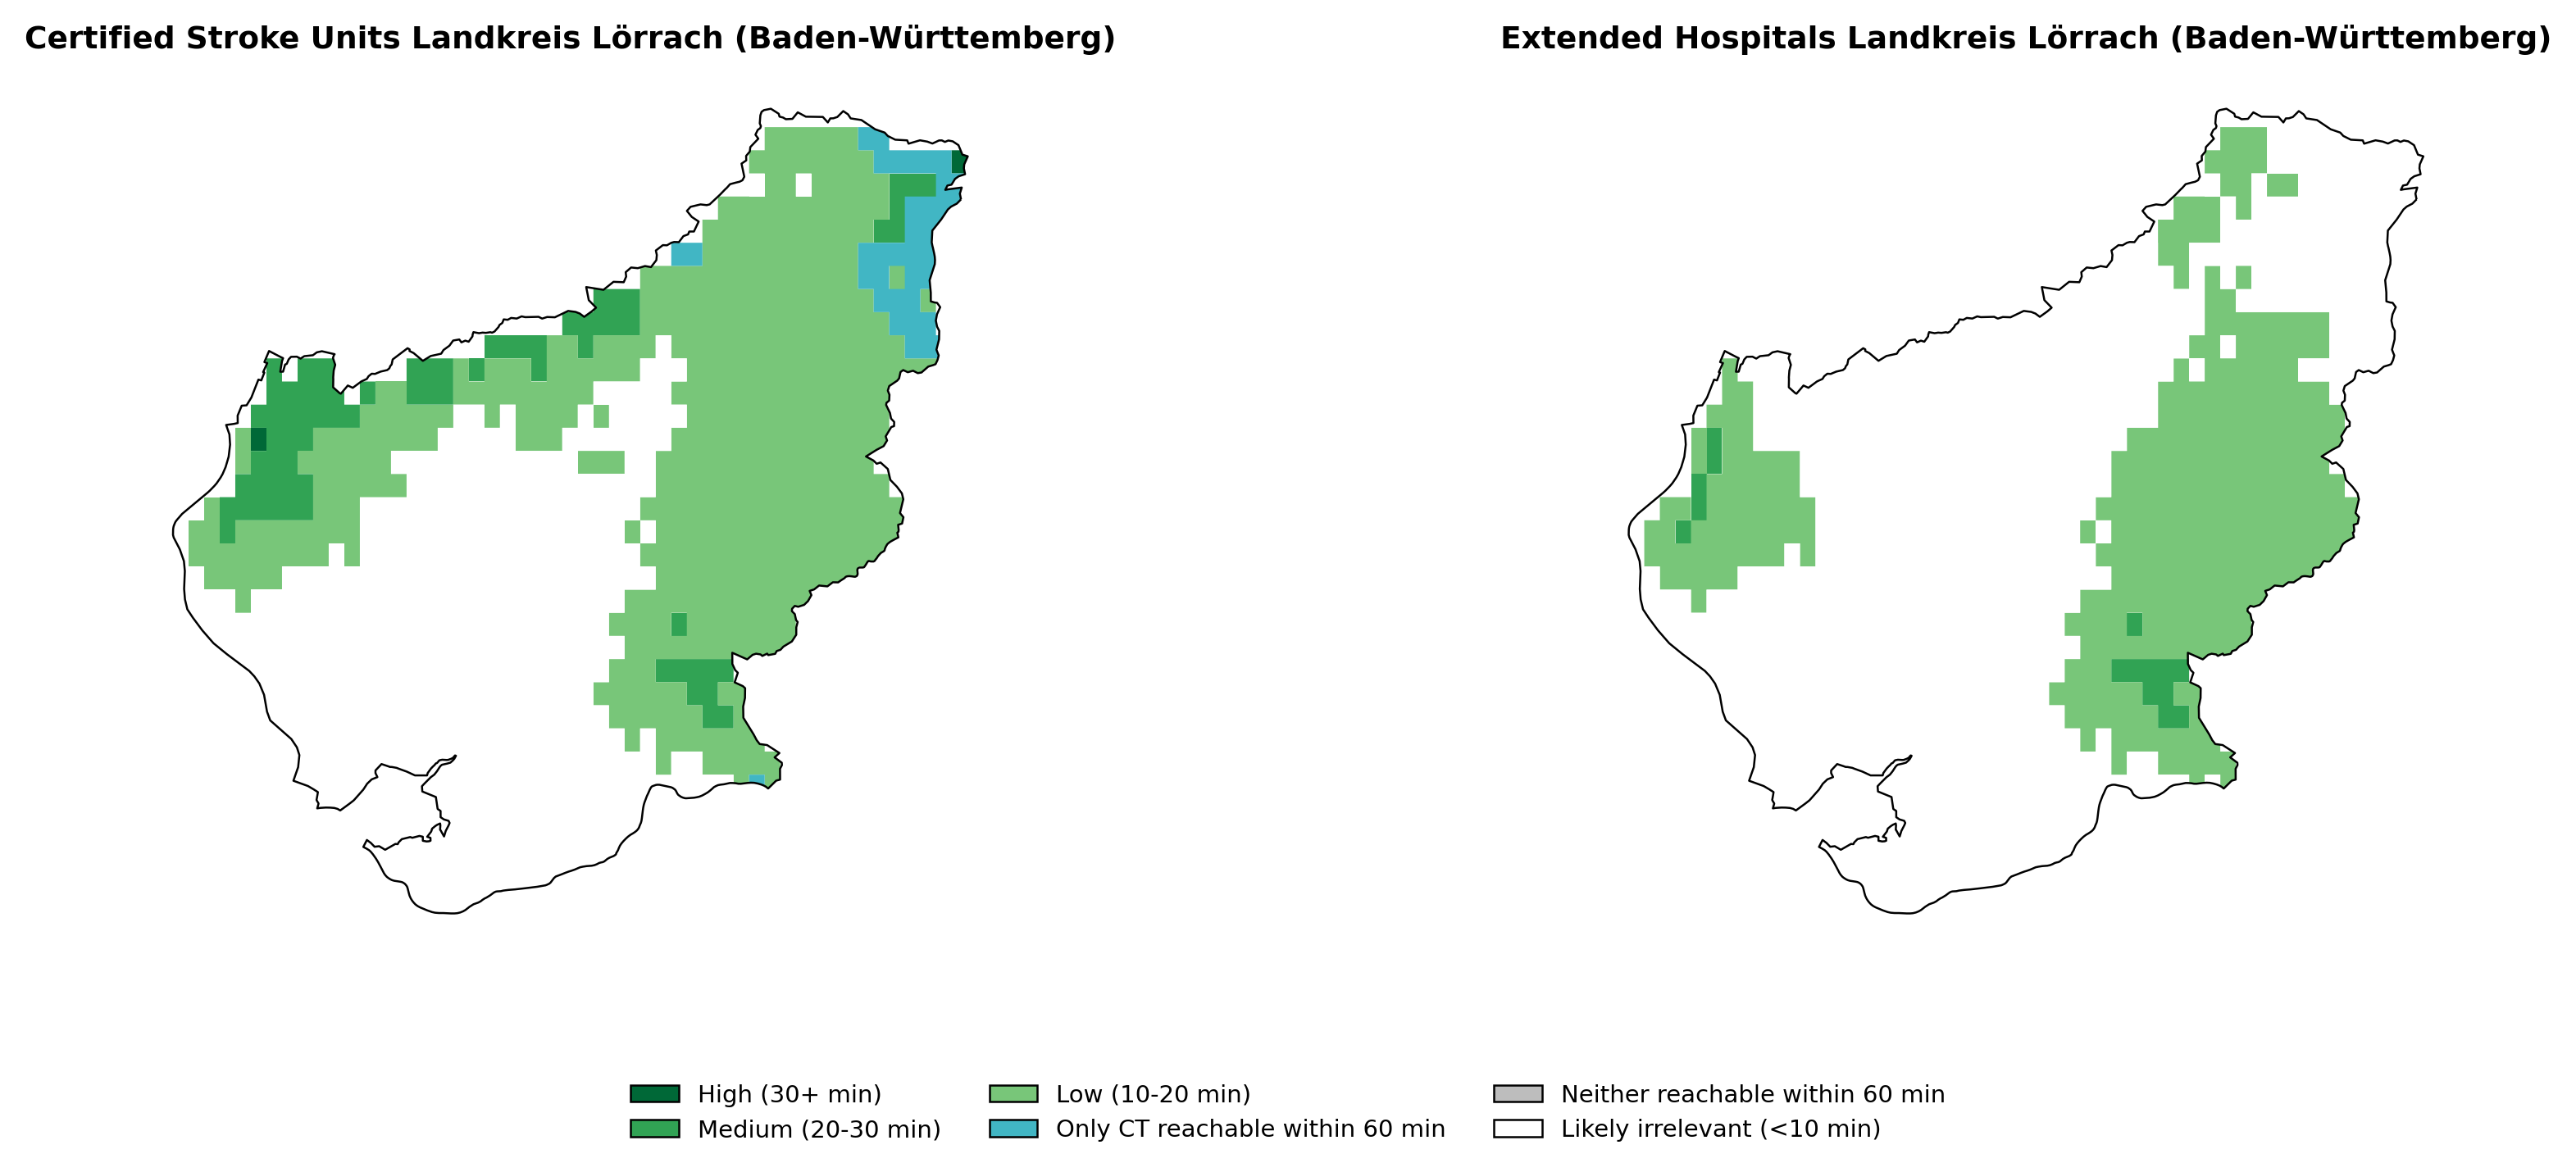 Certified Stroke Units Landkreis Lörrach (Baden-Württemberg)
Extended Hospitals Landkreis Lörrach (Baden-Württemberg)
High (30+ min)
Medium (20-30 min)
Low (10-20 min)
Only CT reachable within 60 min
Neither reachable within 60 min
Likely irrelevant (<10 min)